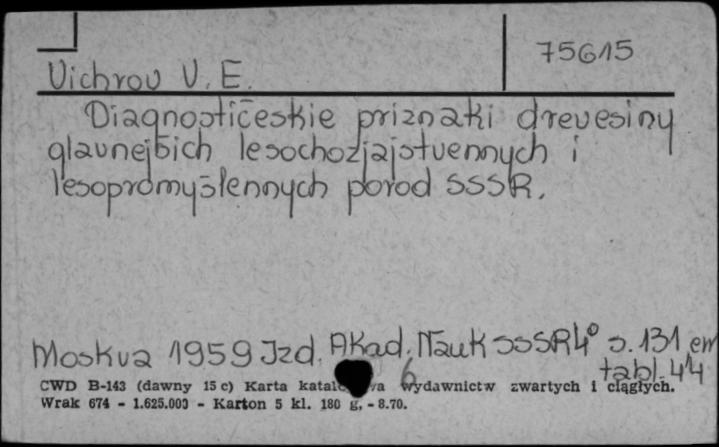 75615
Vichrov V. E.
Diagnostičeskie priznaki drevesiny
glavnejšich lesochozjajstvennych i
lesopromyšlennych porod SSSR.
Moskva 1959 Izd. Akad. Nauk SSSR 4° s. 131
tabl. 44
6
CWD B-143 (dawny 15 c) Karta wydawnictw zwartych i ciągłych.
Wrak 674 - 1.625.000 - Karton 5 kl. 180 g, - 8.70.